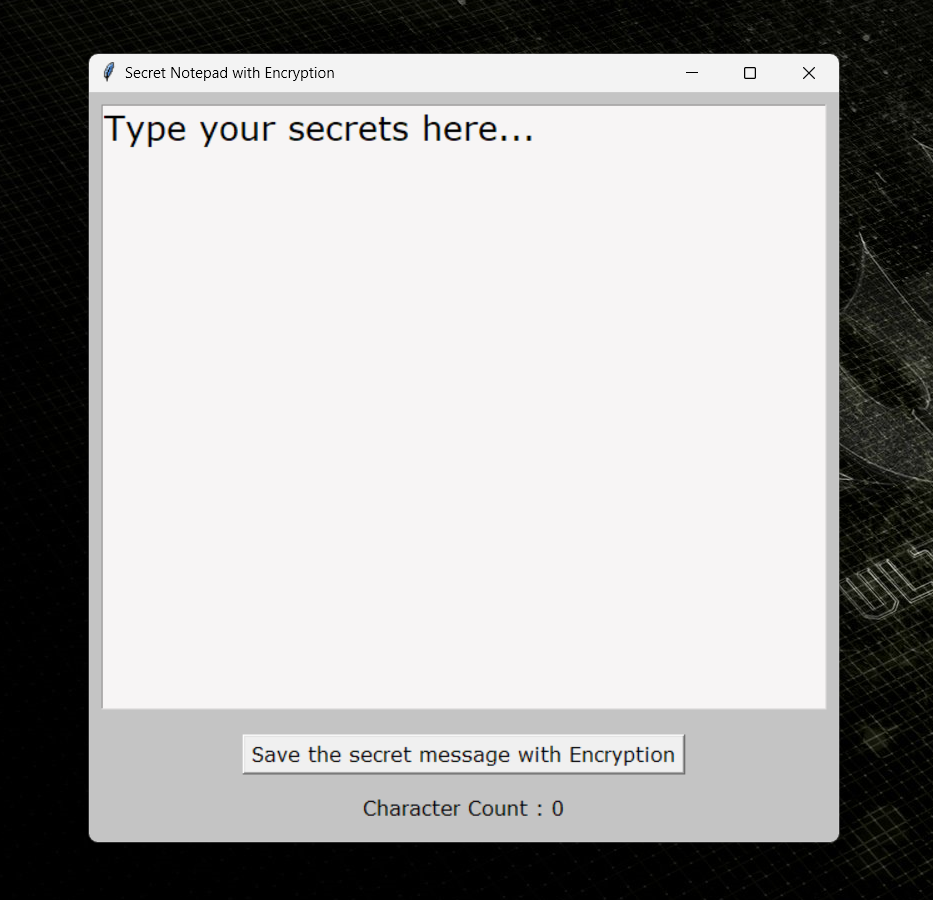 Secret Notepad with Encryption
Type your secrets here...
Save the secret message with Encryption
Character Count : 0